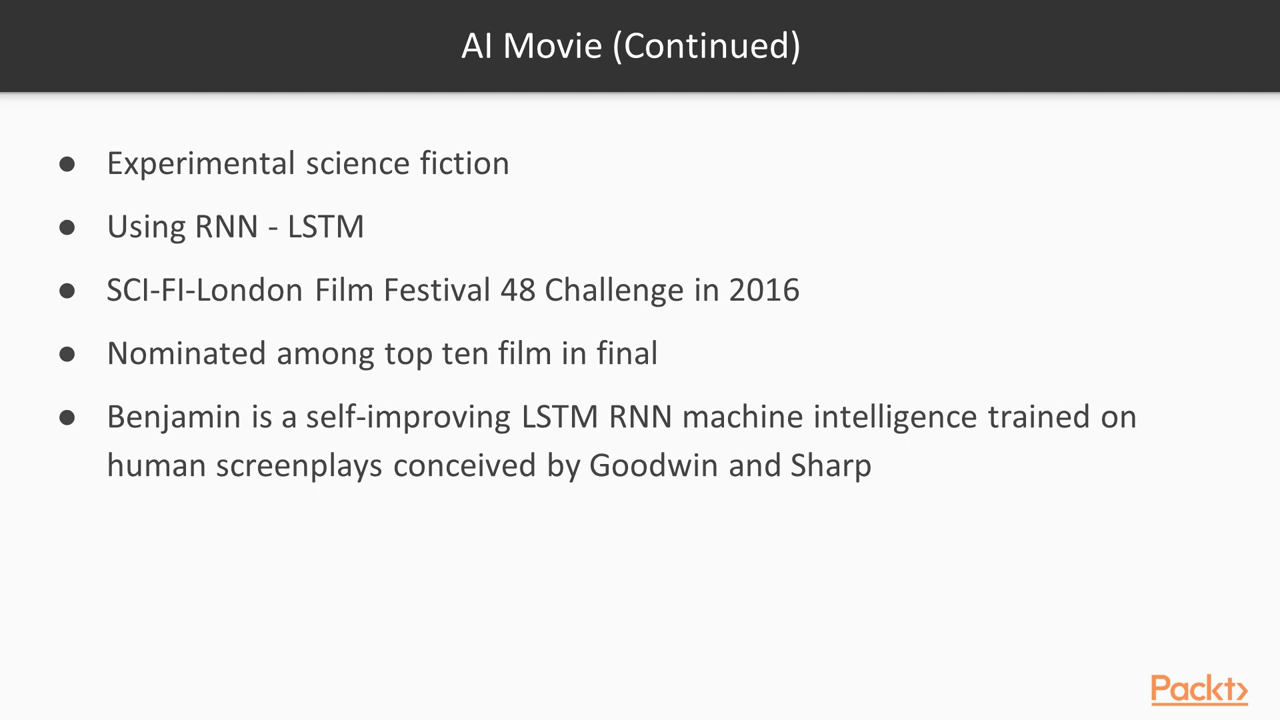 AI Movie (Continued)
● Experimental science fiction
● Using RNN - LSTM
● SCI-FI-London Film Festival 48 Challenge in 2016
● Nominated among top ten film in final
● Benjamin is a self-improving LSTM RNN machine intelligence trained on
human screenplays conceived by Goodwin and Sharp
Packt>